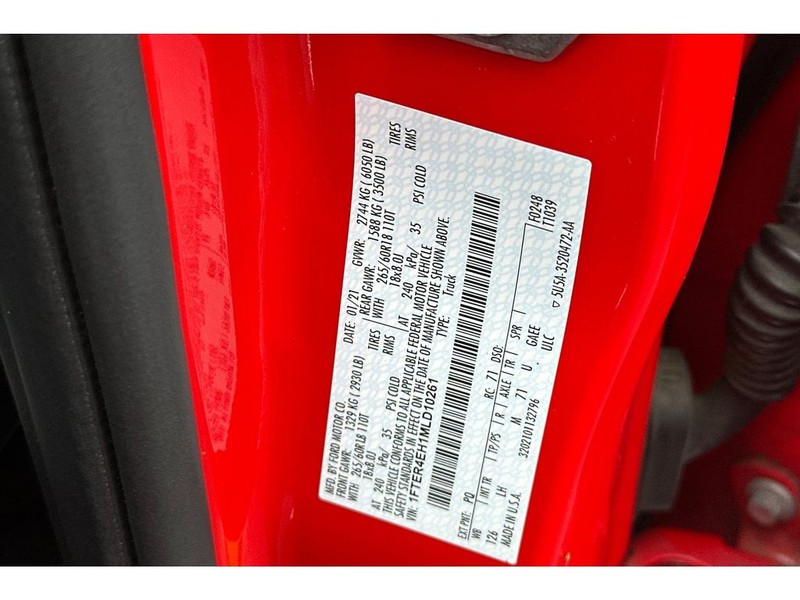 MFD. BY FORD MOTOR CO.
DATE: 01/21 GVWR: 2744 KG ( 6050 LB)
FRONT GAWR: 1329 KG ( 2930 LB) REAR GAWR: 1588 KG ( 3500 LB)
WITH 265/60R18 110T TIRES WITH 265/60R18 110T TIRES
18x8.0J RIMS 18x8.0J RIMS
AT 240 kPa/ 35 PSI COLD AT 240 kPa/ 35 PSI COLD
THIS VEHICLE CONFORMS TO ALL APPLICABLE FEDERAL MOTOR VEHICLE
SAFETY STANDARDS IN EFFECT ON THE DATE OF MANUFACTURE SHOWN ABOVE.
VIN: 1FTER4EH1MLD10261 TYPE: Truck
EXT PNT: PQ RC: 71 DSO: F0248
WB INT TR TP/PS R AXLE TR SPR T1039
126 LH M 71 U GAEE
MADE IN U.S.A. 3202101132796 ULC ▽ 5U5A-3520472-AA